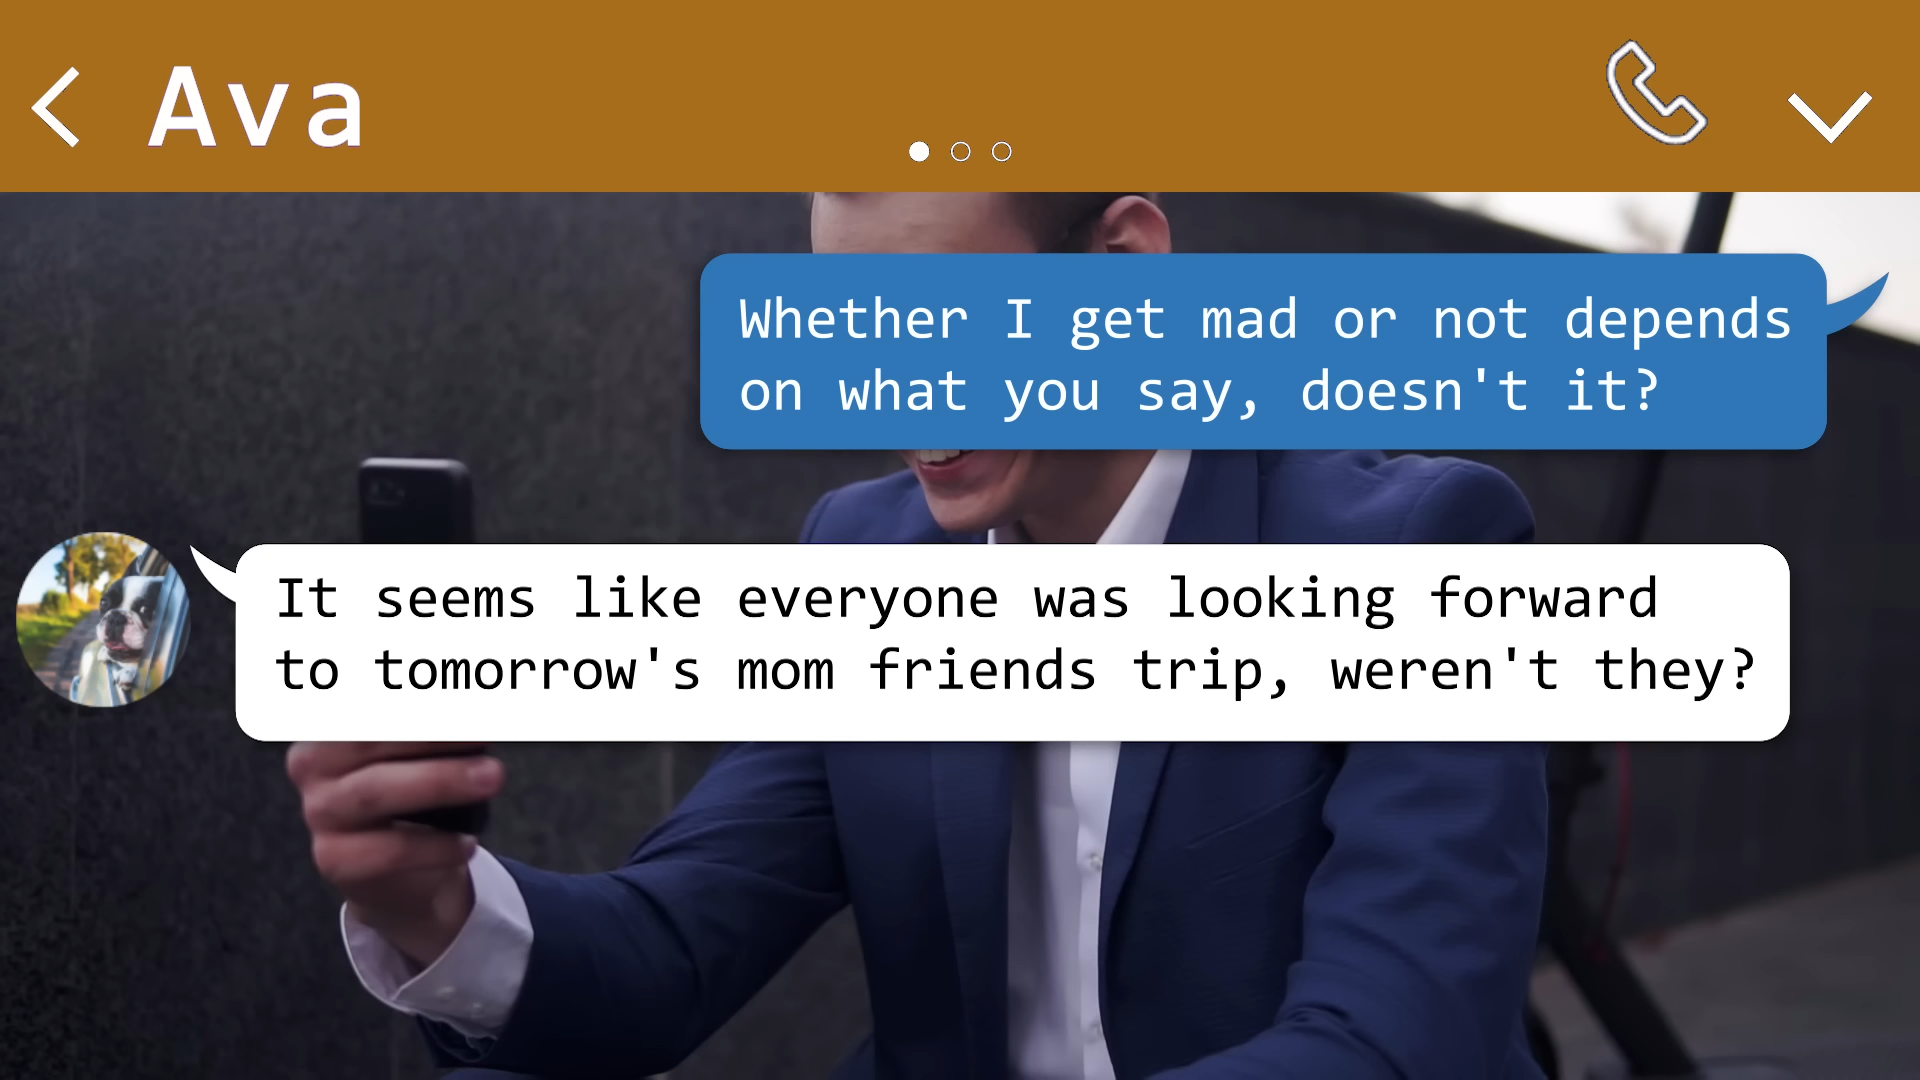 Ava
Whether I get mad or not depends
on what you say, doesn't it?
It seems like everyone was looking forward
to tomorrow's mom friends trip, weren't they?